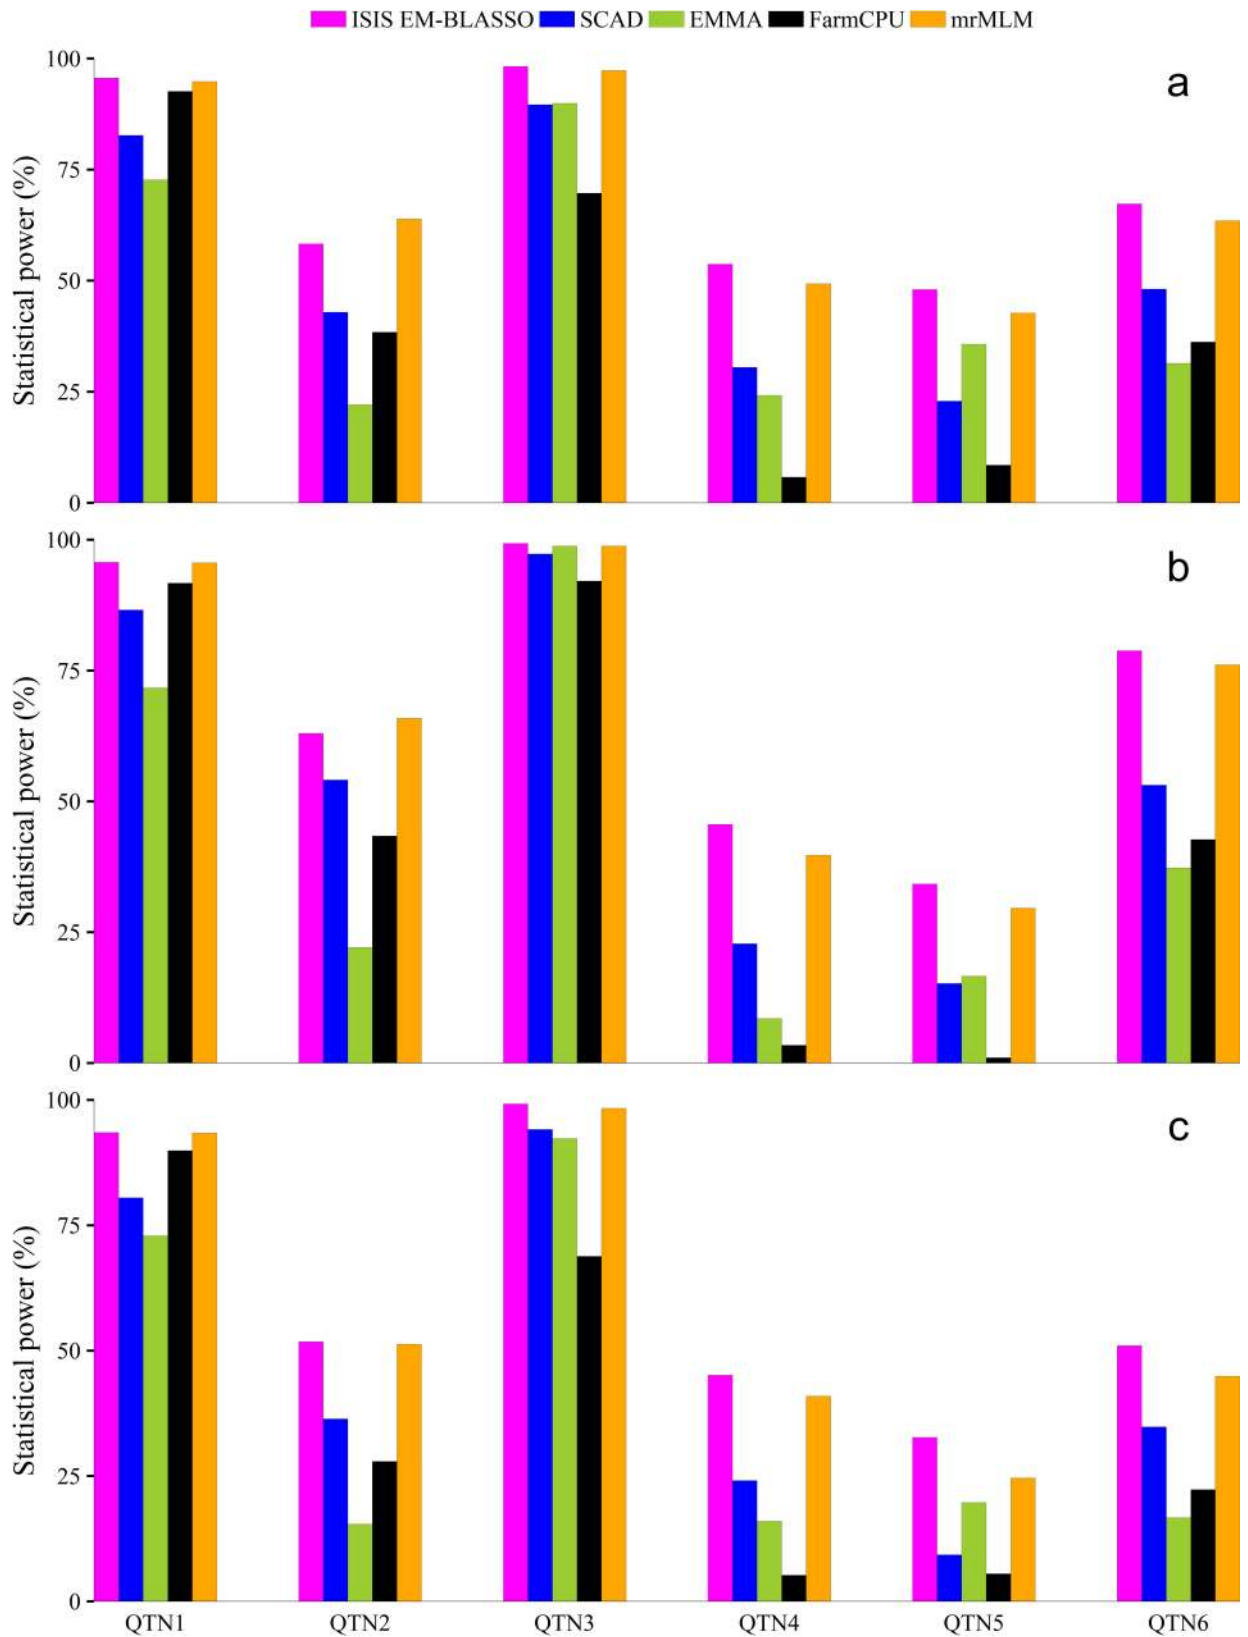 ISIS EM-BLASSO SCAD EMMA FarmCPU mrMLM
a
Statistical power (%)
100
75
50
25
0
b
Statistical power (%)
100
75
50
25
0
c
Statistical power (%)
100
75
50
25
0
QTN1 QTN2 QTN3 QTN4 QTN5 QTN6